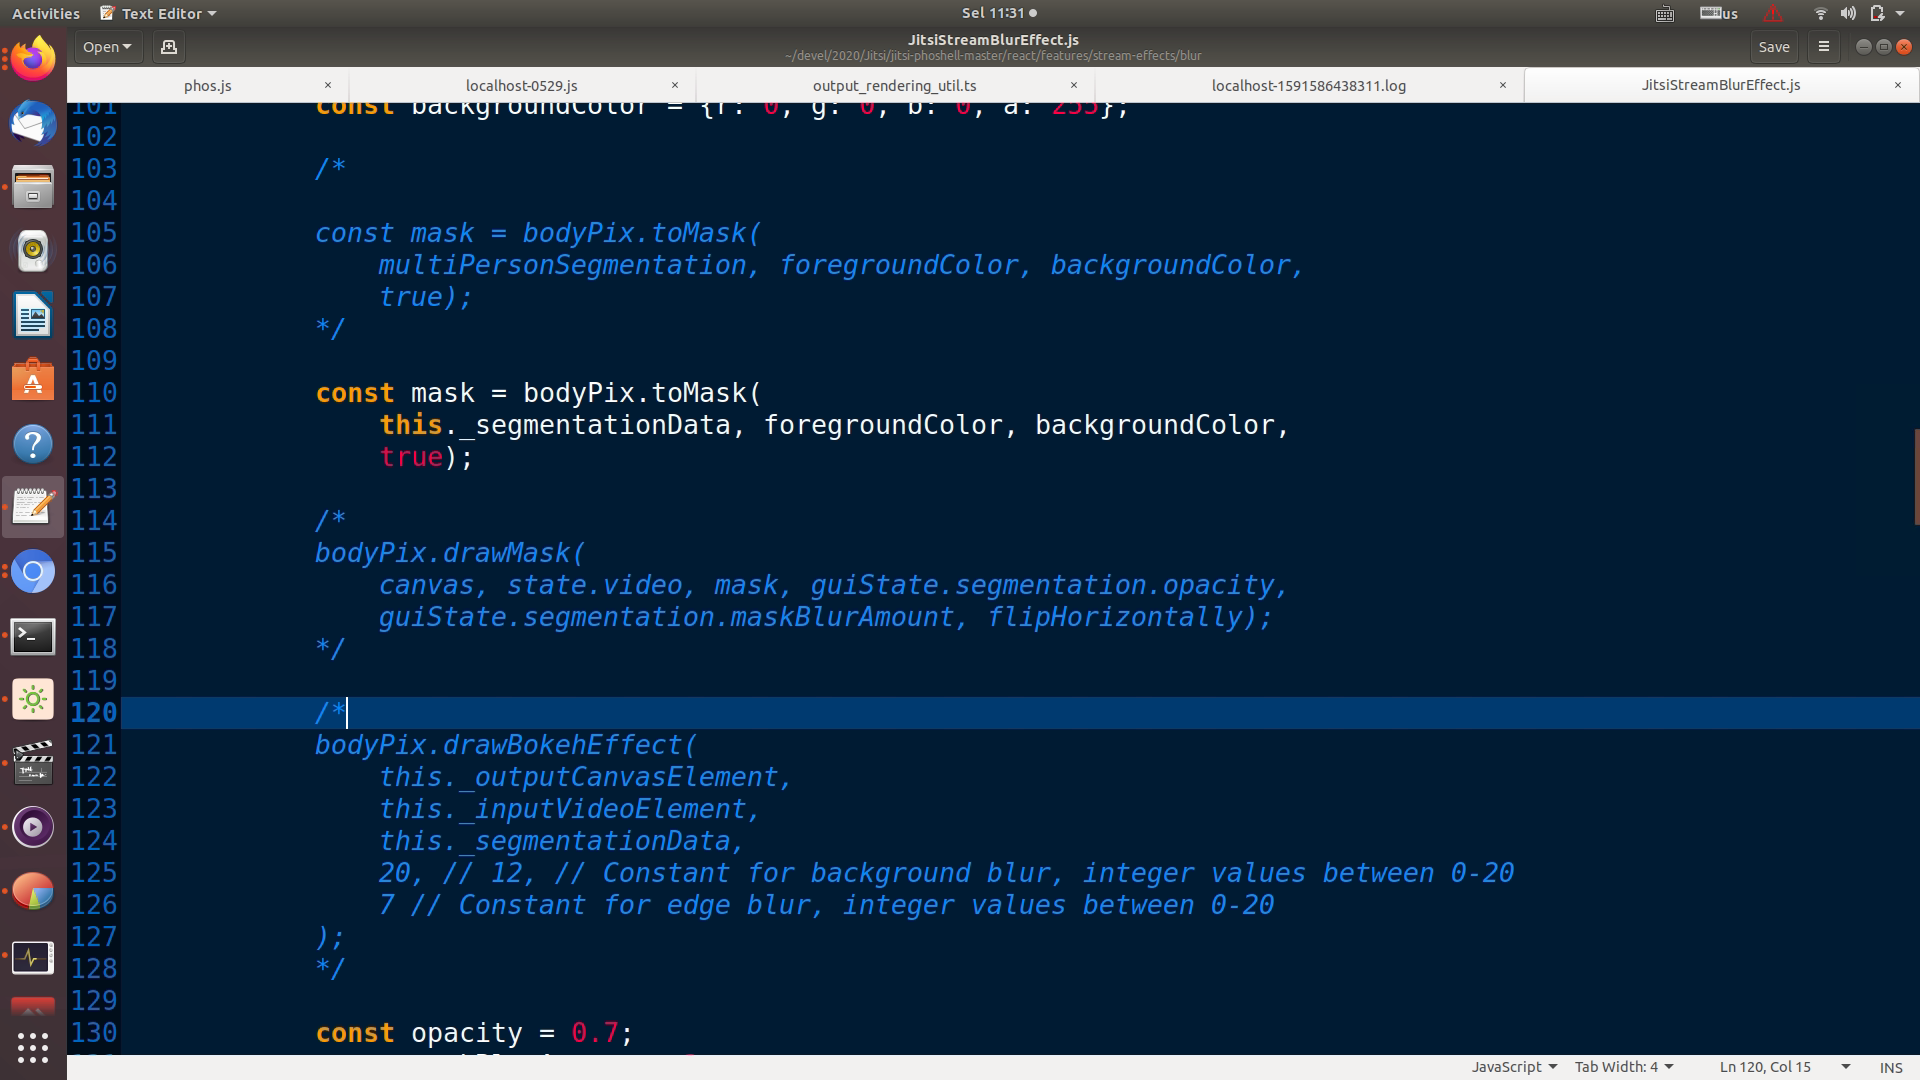 Activities
Text Editor
Sel 11:31
us
Open
JitsiStreamBlurEffect.js
~/devel/2020/Jitsi/jitsi-phoshell-master/react/features/stream-effects/blur
Save
phos.js
localhost-0529.js
output_rendering_util.ts
localhost-1591586438311.log
JitsiStreamBlurEffect.js
101 const backgroundColor = {r: 0, g: 0, b: 0, a: 255};
102
103 /*
104
105 const mask = bodyPix.toMask(
106 multiPersonSegmentation, foregroundColor, backgroundColor,
107 true);
108 */
109
110 const mask = bodyPix.toMask(
111 this._segmentationData, foregroundColor, backgroundColor,
112 true);
113
114 /*
115 bodyPix.drawMask(
116 canvas, state.video, mask, guiState.segmentation.opacity,
117 guiState.segmentation.maskBlurAmount, flipHorizontally);
118 */
119
120 /*
121 bodyPix.drawBokehEffect(
122 this._outputCanvasElement,
123 this._inputVideoElement,
124 this._segmentationData,
125 20, // 12, // Constant for background blur, integer values between 0-20
126 7 // Constant for edge blur, integer values between 0-20
127 );
128 */
129
130 const opacity = 0.7;
JavaScript
Tab Width: 4
Ln 120, Col 15
INS